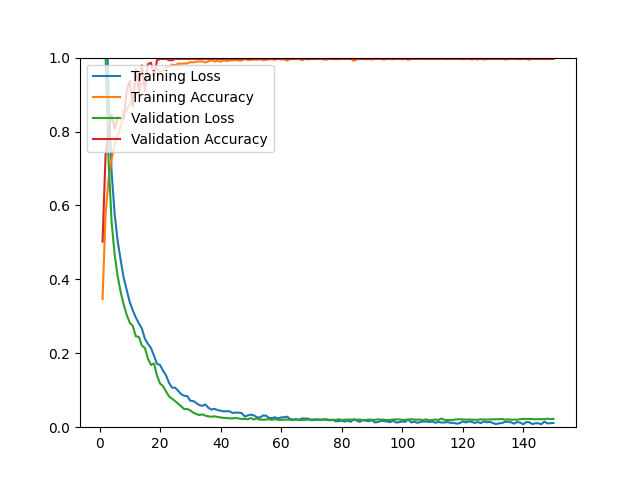 1.0
0.8
0.6
0.4
0.2
0.0
Training Loss
Training Accuracy
Validation Loss
Validation Accuracy
0 20 40 60 80 100 120 140